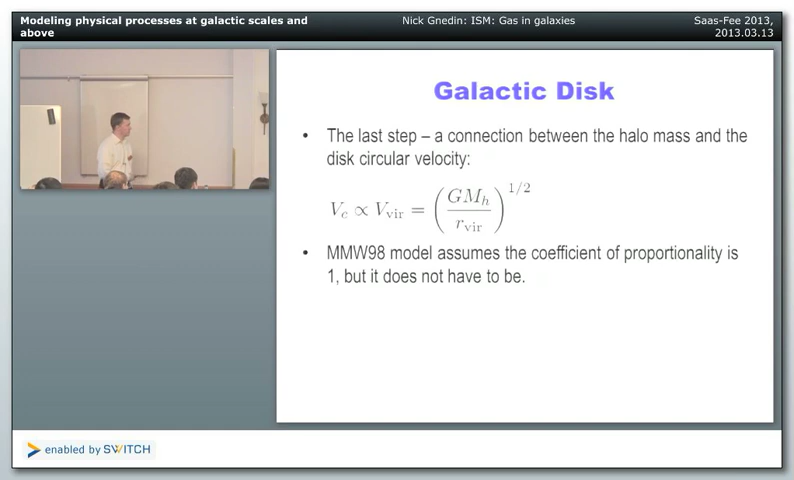 Modeling physical processes at galactic scales and
above
Nick Gnedin: ISM: Gas in galaxies
Saas-Fee 2013,
2013.03.13
Galactic Disk
• The last step – a connection between the halo mass and the
disk circular velocity:
V_c ∝ V_vir = (GM_h / r_vir)^1/2
• MMW98 model assumes the coefficient of proportionality is
1, but it does not have to be.
enabled by SWITCH